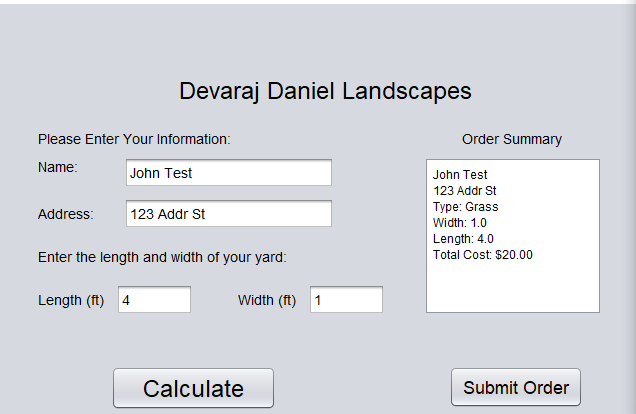 Devaraj Daniel Landscapes
Please Enter Your Information:
Name:
John Test
Address:
123 Addr St
Enter the length and width of your yard:
Length (ft)
4
Width (ft)
1
Calculate
Order Summary
John Test
123 Addr St
Type: Grass
Width: 1.0
Length: 4.0
Total Cost: $20.00
Submit Order